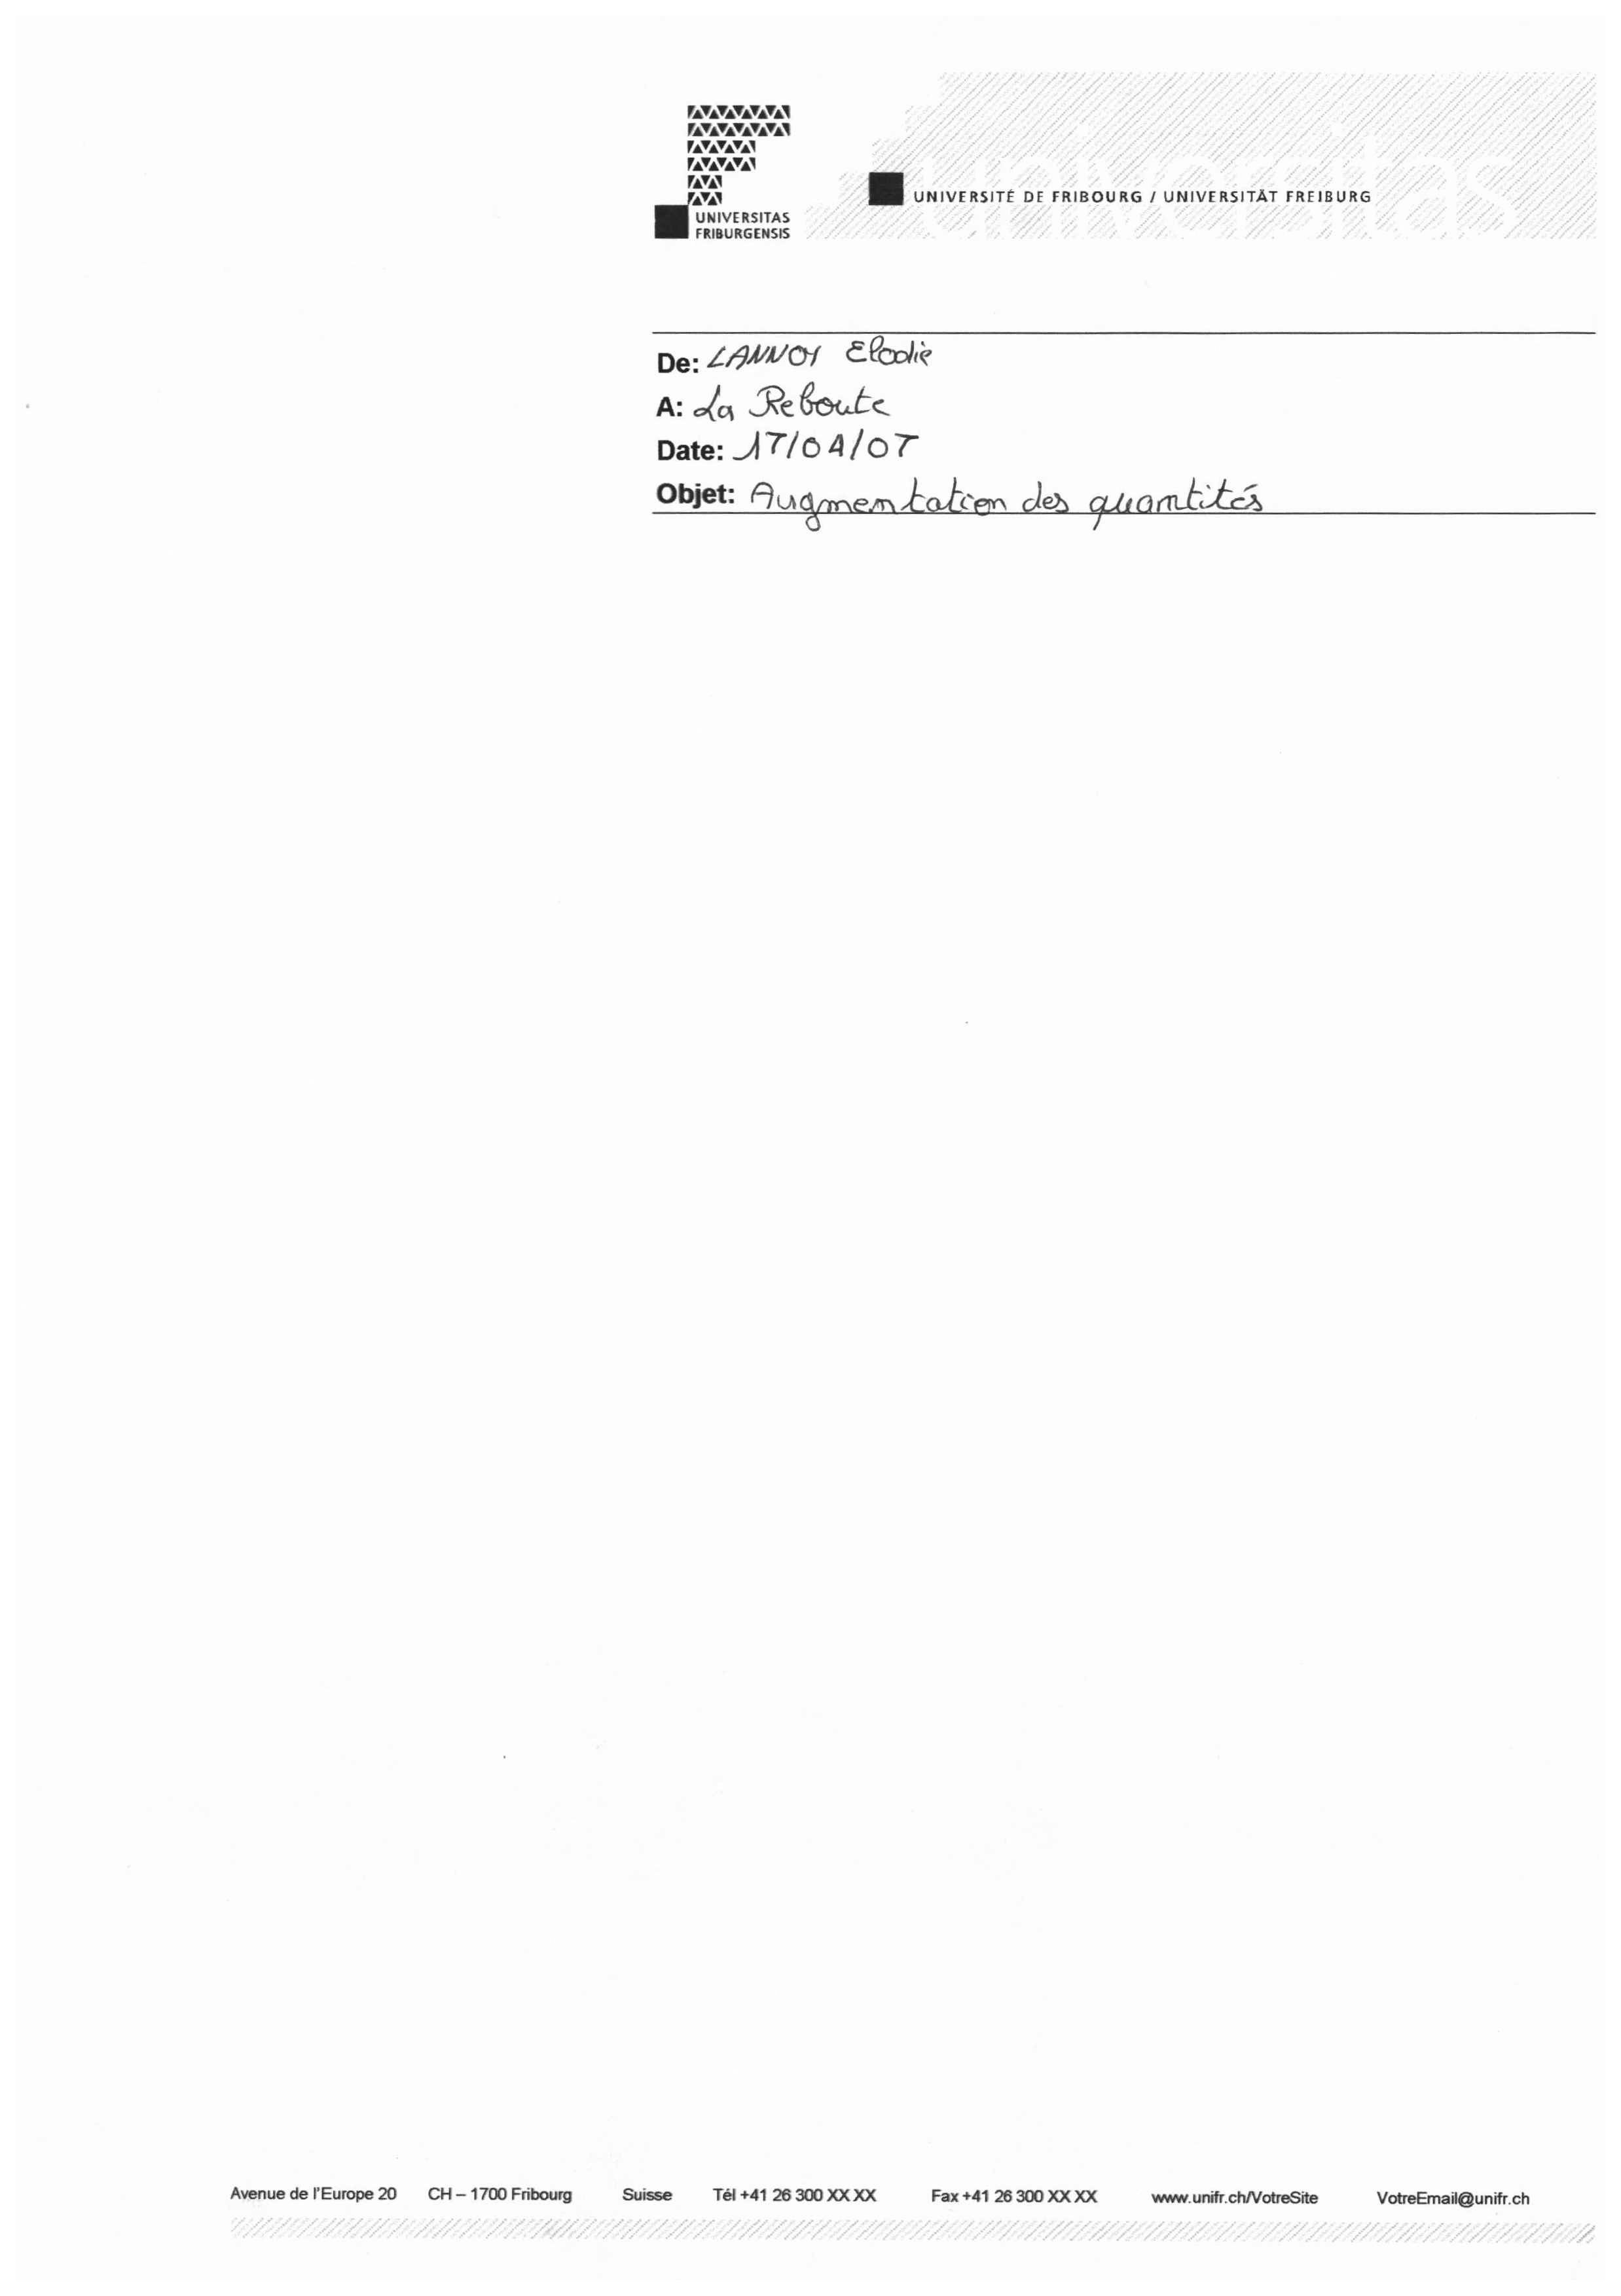 universitas
UNIVERSITAS
FRIBURGENSIS
UNIVERSITÉ DE FRIBOURG / UNIVERSITÄT FREIBURG
De: LANNOY Elodie
A: La Reboute
Date: 17/04/07
Objet: Augmentation des quantités
Avenue de l'Europe 20 CH – 1700 Fribourg Suisse Tél +41 26 300 XX XX Fax +41 26 300 XX XX www.unifr.ch/VotreSite VotreEmail@unifr.ch